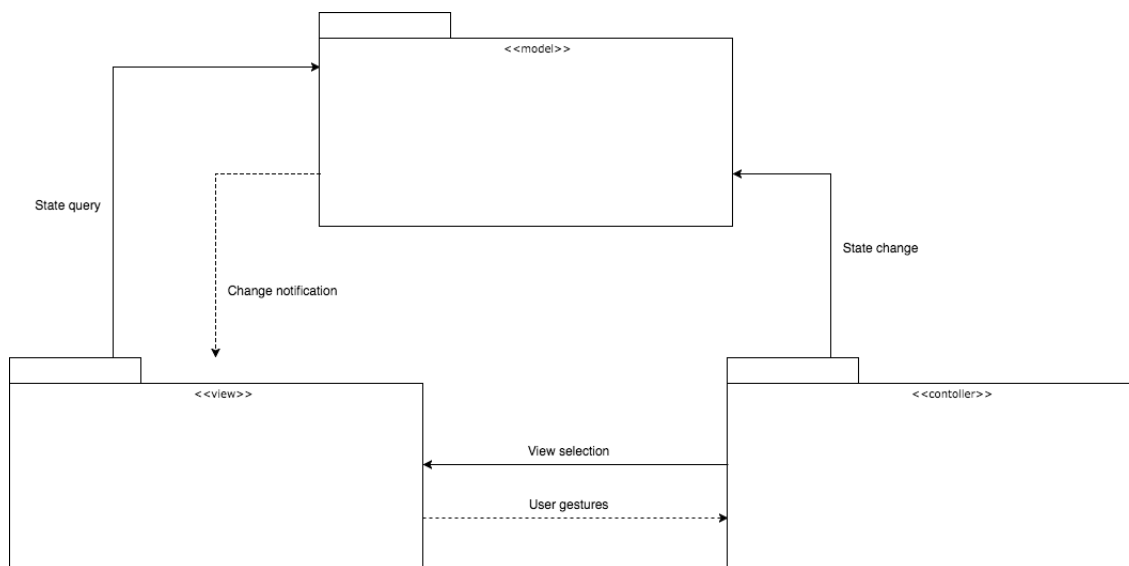 <<model>>
State query
State change
Change notification
<<view>>
<<contoller>>
View selection
User gestures